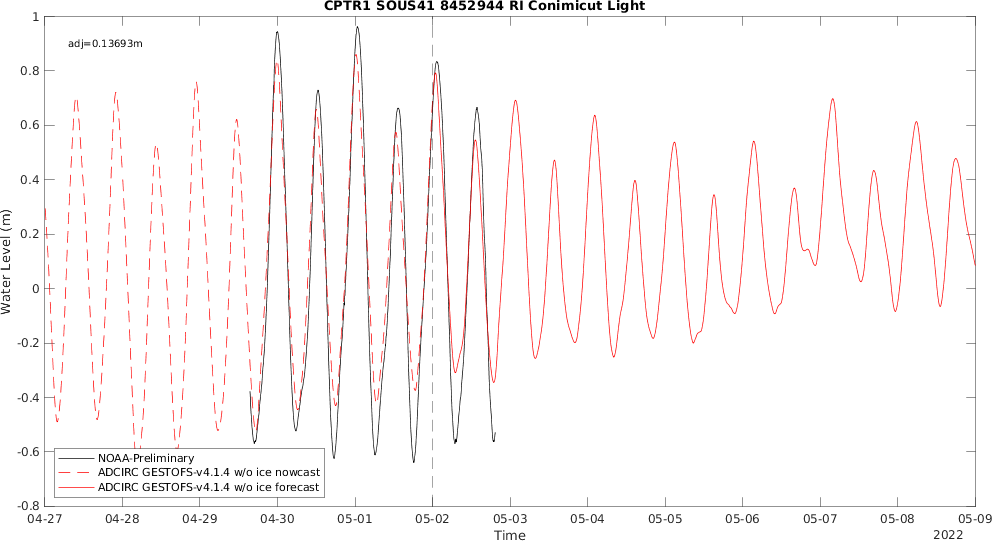 CPTR1 SOUS41 8452944 RI Conimicut Light
adj=0.13693m
Water Level (m)
1
0.8
0.6
0.4
0.2
0
-0.2
-0.4
-0.6
-0.8
NOAA-Preliminary
ADCIRC GESTOFS-v4.1.4 w/o ice nowcast
ADCIRC GESTOFS-v4.1.4 w/o ice forecast
04-27 04-28 04-29 04-30 05-01 05-02 05-03 05-04 05-05 05-06 05-07 05-08 05-09
Time
2022